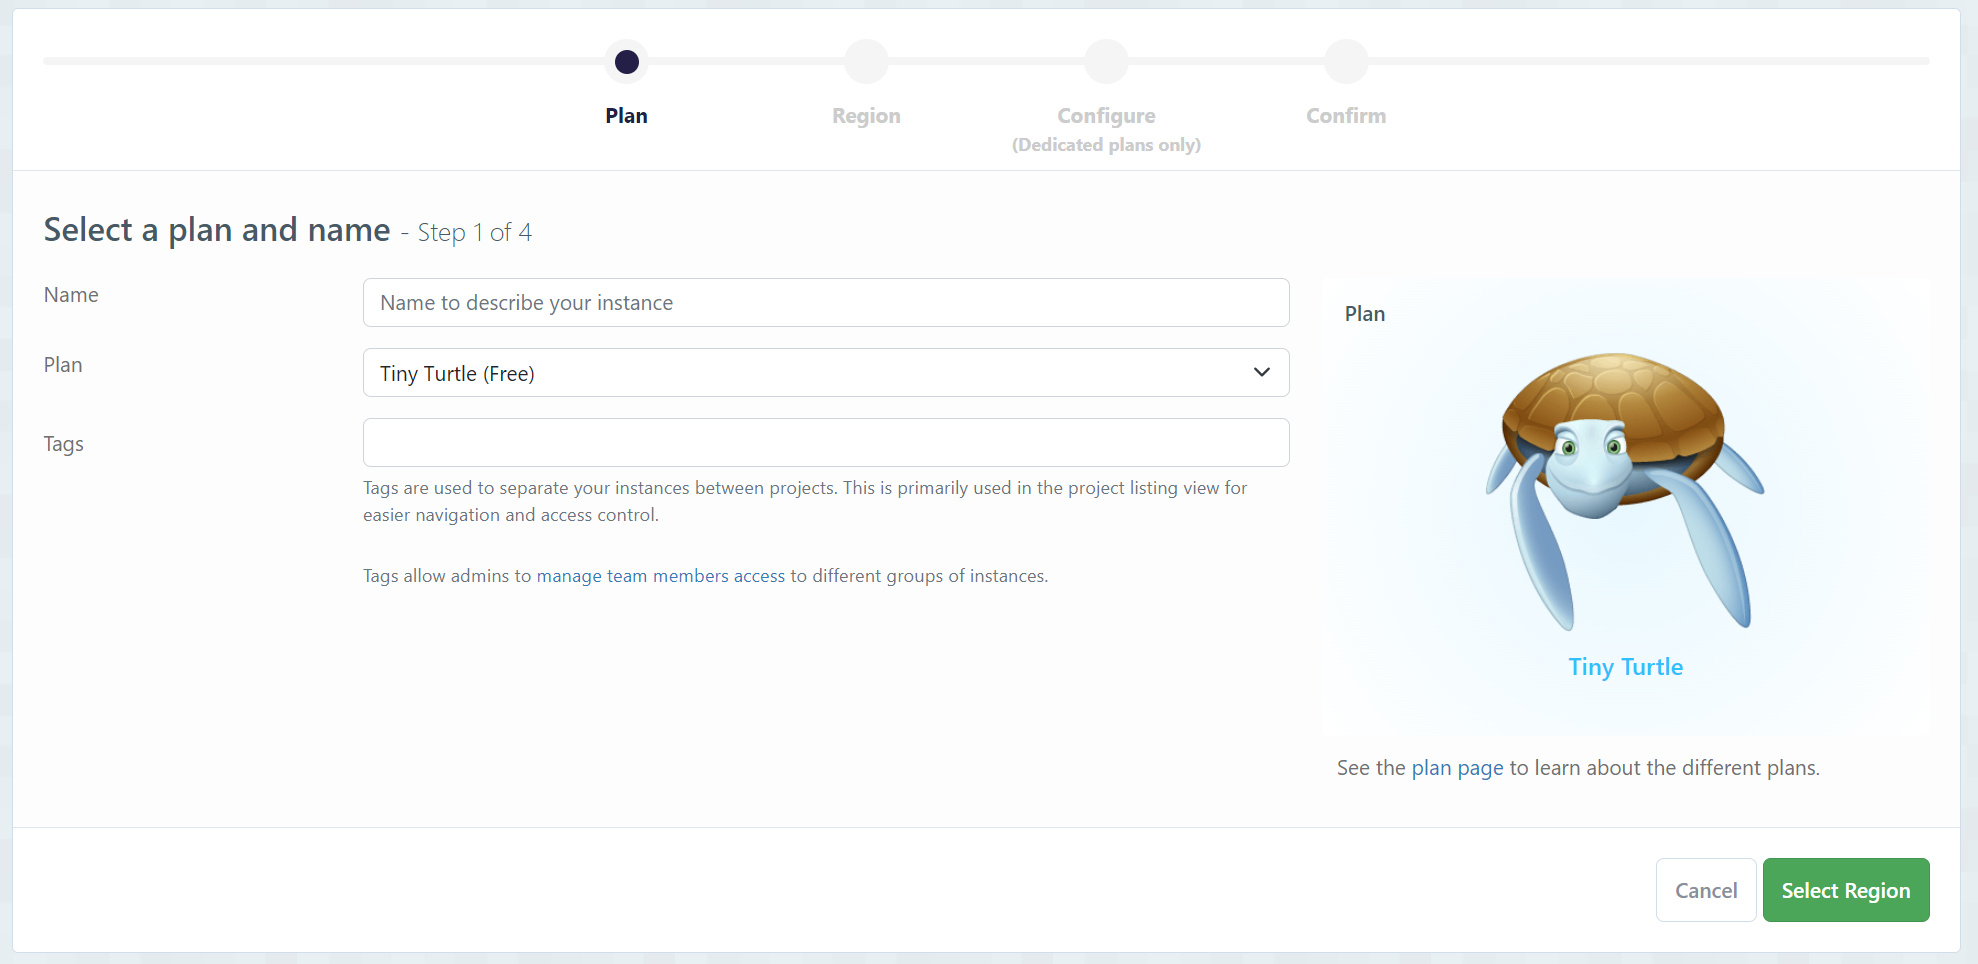 Plan
Region
Configure
(Dedicated plans only)
Confirm
Select a plan and name - Step 1 of 4
Name
Name to describe your instance
Plan
Tiny Turtle (Free)
Tags
Tags are used to separate your instances between projects. This is primarily used in the project listing view for
easier navigation and access control.
Tags allow admins to manage team members access to different groups of instances.
Plan
Tiny Turtle
See the plan page to learn about the different plans.
Cancel
Select Region